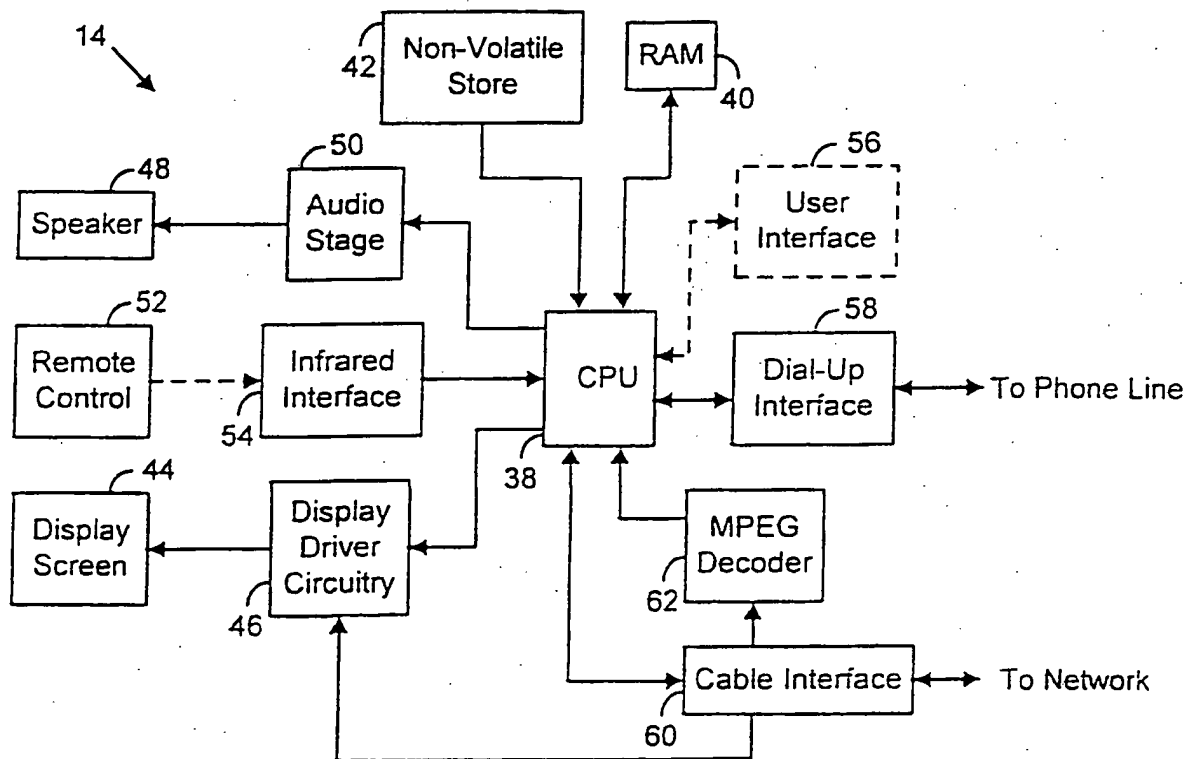 14
42
Non-Volatile
Store
RAM
40
50
56
48
Speaker
Audio
Stage
User
Interface
52
58
Remote
Control
Infrared
Interface
54
CPU
38
Dial-Up
Interface
To Phone Line
44
Display
Screen
Display
Driver
Circuitry
46
MPEG
Decoder
62
Cable Interface
60
To Network